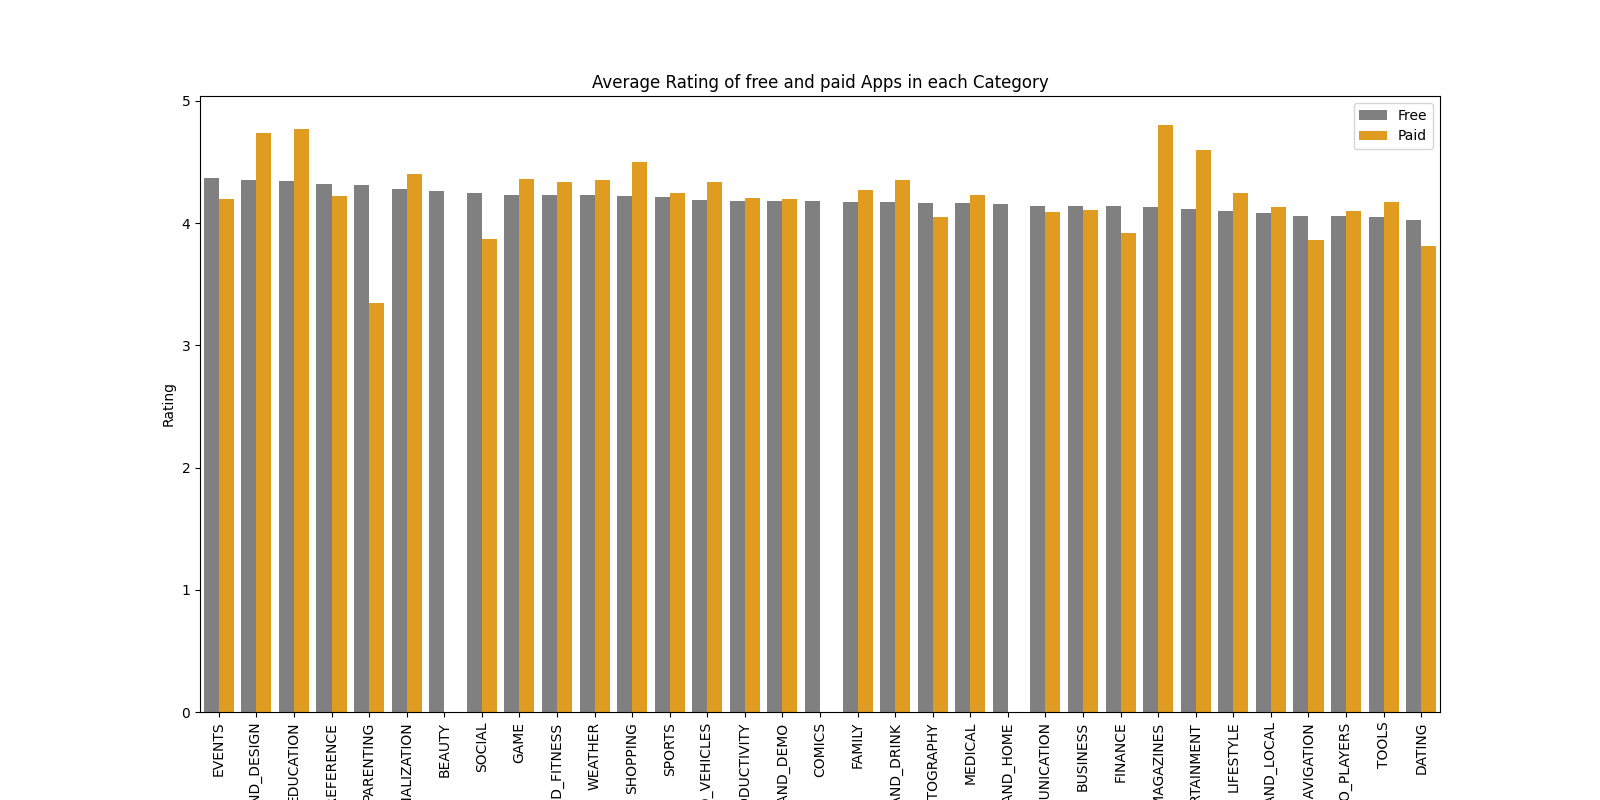 Average Rating of free and paid Apps in each Category
Free
Paid
Rating
5
4
3
2
1
0
EVENTS
ND_DESIGN
EDUCATION
REFERENCE
PARENTING
IALIZATION
BEAUTY
SOCIAL
GAME
D_FITNESS
WEATHER
SHOPPING
SPORTS
_VEHICLES
DUCTIVITY
AND_DEMO
COMICS
FAMILY
AND_DRINK
TOGRAPHY
MEDICAL
AND_HOME
UNICATION
BUSINESS
FINANCE
MAGAZINES
RTAINMENT
LIFESTYLE
AND_LOCAL
AVIGATION
O_PLAYERS
TOOLS
DATING